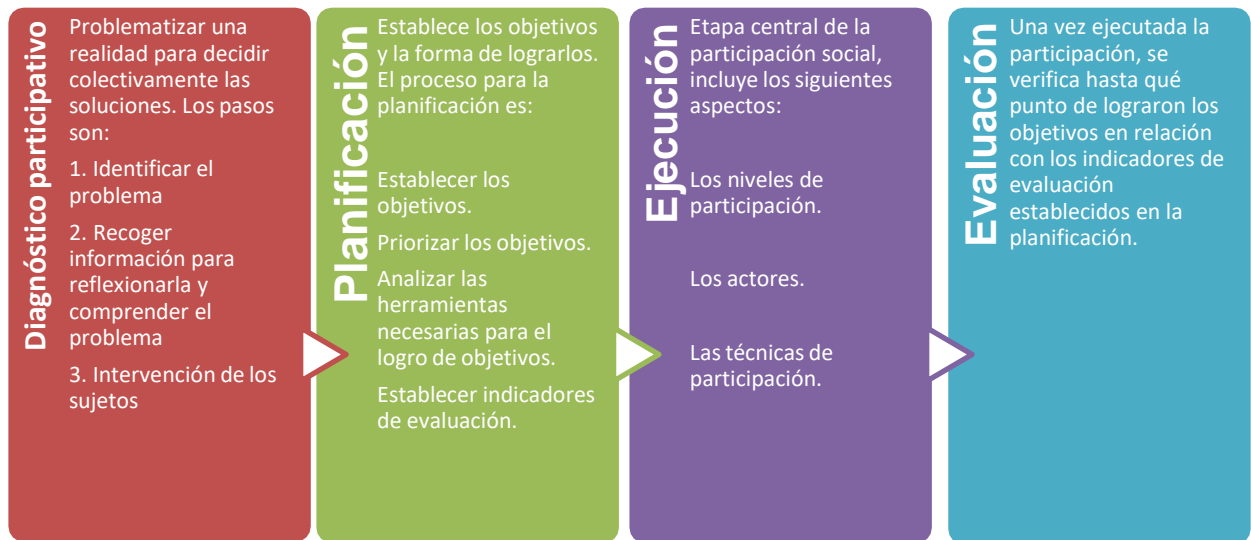 Diagnóstico participativo
Problematizar una
realidad para decidir
colectivamente las
soluciones. Los pasos
son:
1. Identificar el
problema
2. Recoger
información para
reflexionarla y
comprender el
problema
3. Intervención de los
sujetos
Planificación
Establece los objetivos
y la forma de lograrlos.
El proceso para la
planificación es:
Establecer los
objetivos.
Priorizar los objetivos.
Analizar las
herramientas
necesarias para el
logro de objetivos.
Establecer indicadores
de evaluación.
Ejecución
Etapa central de la
participación social,
incluye los siguientes
aspectos:
Los niveles de
participación.
Los actores.
Las técnicas de
participación.
Evaluación
Una vez ejecutada la
participación, se
verifica hasta qué
punto de lograron los
objetivos en relación
con los indicadores de
evaluación
establecidos en la
planificación.